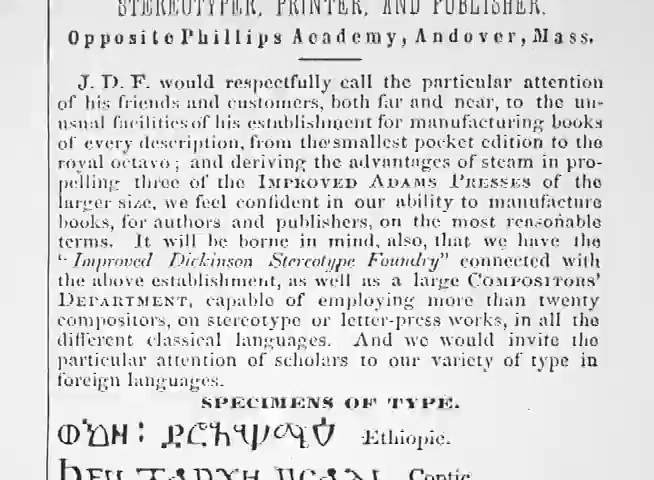 STEREOTYPER, PRINTER, AND PUBLISHER,
Opposite Phillips Academy, Andover, Mass.
J. D. F. would respectfully call the particular attention
of his friends and customers, both far and near, to the un-
usual facilities of his establishment for manufacturing books
of every description, from the smallest pocket edition to the
royal octavo; and deriving the advantages of steam in pro-
pelling three of the IMPROVED ADAMS PRESSES of the
larger size, we feel confident in our ability to manufacture
books, for authors and publishers, on the most reasonable
terms. It will be borne in mind, also, that we have the
"Improved Dickinson Stereotype Foundry" connected with
the above establishment, as well as a large COMPOSITORS'
DEPARTMENT, capable of employing more than twenty
compositors, on stereotype or letter-press works, in all the
different classical languages. And we would invite the
particular attention of scholars to our variety of type in
foreign languages.
SPECIMENS OF TYPE.
Ethiopic.
Coptic